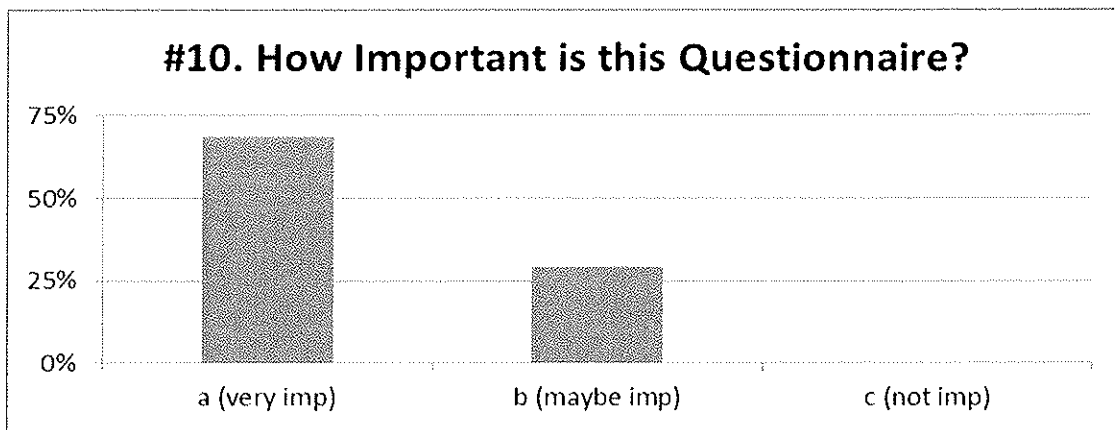 #10. How Important is this Questionnaire?
75%
50%
25%
0%
a (very imp) b (maybe imp) c (not imp)